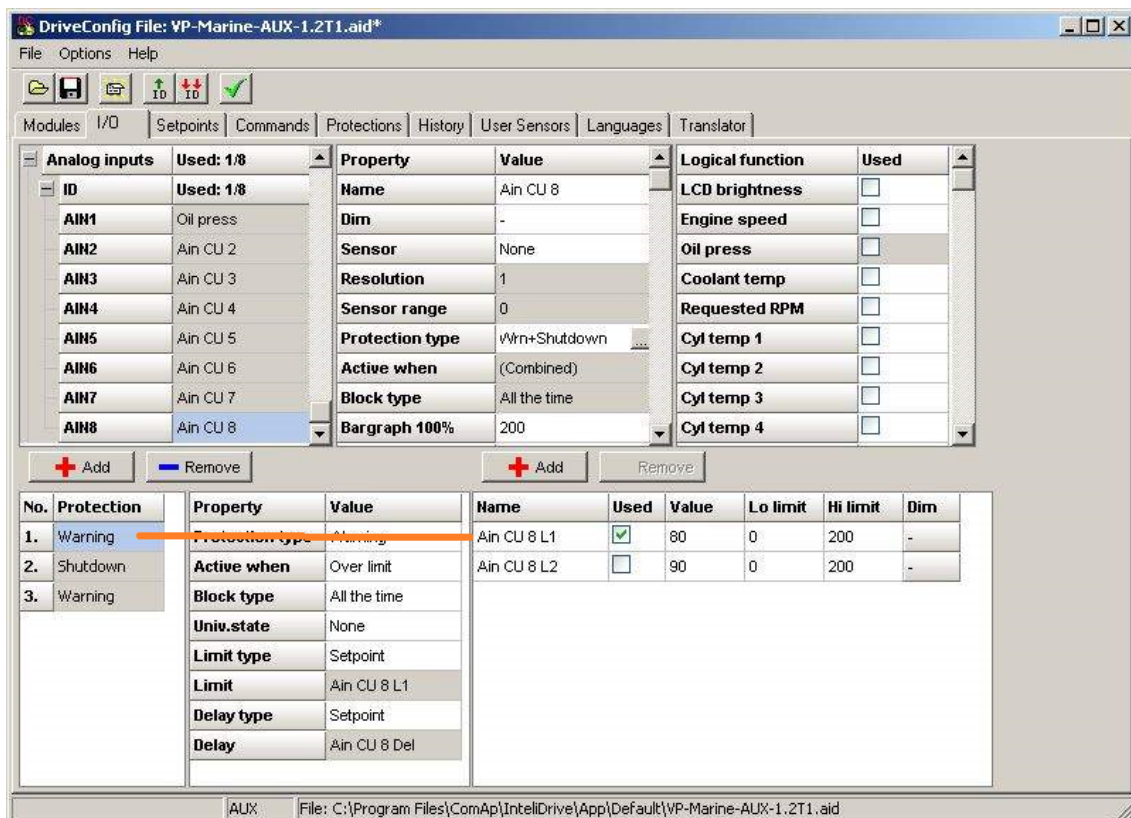 DriveConfig File: VP-Marine-AUX-1.2T1.aid*
File Options Help
ID ID
Modules I/O Setpoints Commands Protections History User Sensors Languages Translator
Analog inputs Used: 1/8 Property Value Logical function Used
ID Used: 1/8 Name Ain CU 8 LCD brightness
AIN1 Oil press Dim - Engine speed
AIN2 Ain CU 2 Sensor None Oil press
AIN3 Ain CU 3 Resolution 1 Coolant temp
AIN4 Ain CU 4 Sensor range 0 Requested RPM
AIN5 Ain CU 5 Protection type Wrn+Shutdown ... Cyl temp 1
AIN6 Ain CU 6 Active when (Combined) Cyl temp 2
AIN7 Ain CU 7 Block type All the time Cyl temp 3
AIN8 Ain CU 8 Bargraph 100% 200 Cyl temp 4
Add Remove Add Remove
No. Protection Property Value Name Used Value Lo limit Hi limit Dim
1. Warning Protection type Warning Ain CU 8 L1 80 0 200 -
2. Shutdown Active when Over limit Ain CU 8 L2 90 0 200 -
3. Warning Block type All the time
Univ.state None
Limit type Setpoint
Limit Ain CU 8 L1
Delay type Setpoint
Delay Ain CU 8 Del
AUX File: C:\Program Files\ComAp\InteliDrive\App\Default\VP-Marine-AUX-1.2T1.aid